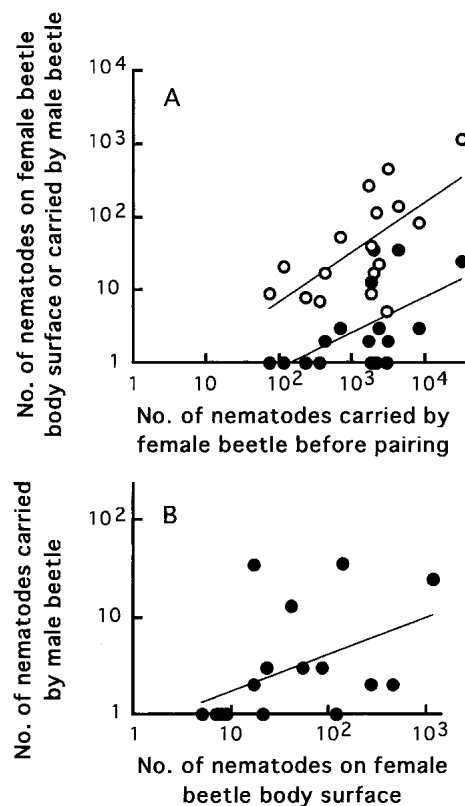 No. of nematodes on female beetle
body surface or carried by male beetle
A
10⁴
10³
10²
10
1
1 10 10² 10³ 10⁴
No. of nematodes carried by
female beetle before pairing
No. of nematodes carried
by male beetle
B
10²
10
1
1 10 10² 10³
No. of nematodes on female
beetle body surface